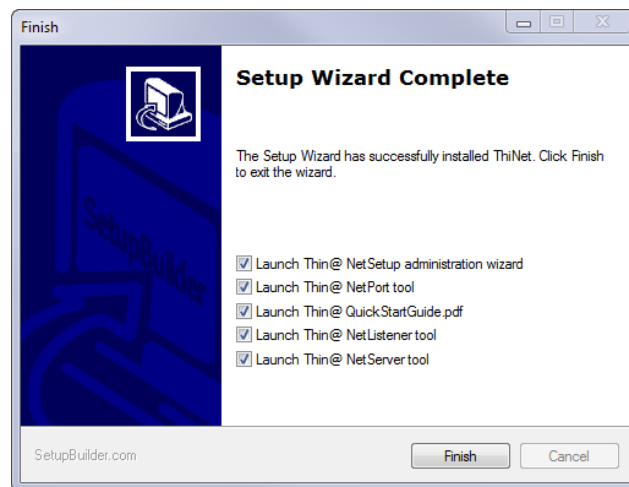 Finish
Setup Wizard Complete
The Setup Wizard has successfully installed ThiNet. Click Finish
to exit the wizard.
SetupBuilder
Launch Thin@ NetSetup administration wizard
Launch Thin@ NetPort tool
Launch Thin@ QuickStartGuide.pdf
Launch Thin@ NetListener tool
Launch Thin@ NetServer tool
SetupBuilder.com
Finish
Cancel